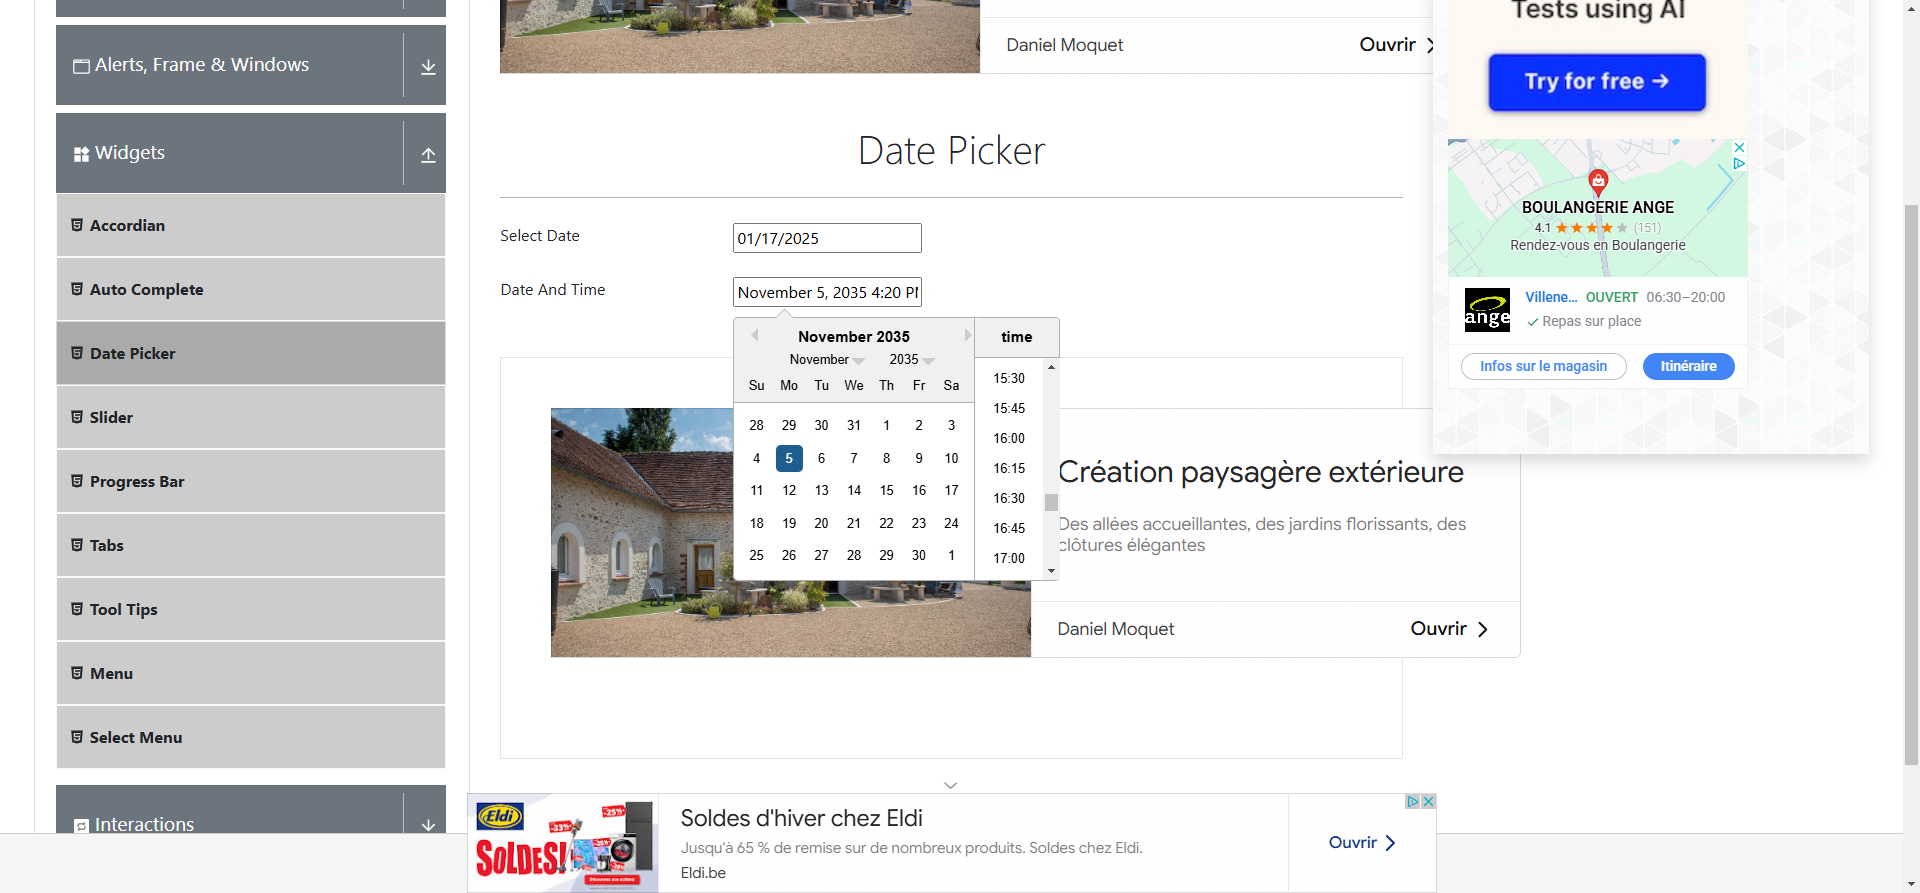 Alerts, Frame & Windows
Widgets
Accordian
Auto Complete
Date Picker
Slider
Progress Bar
Tabs
Tool Tips
Menu
Select Menu
Interactions
Daniel Moquet
Ouvrir
Date Picker
Select Date
01/17/2025
Date And Time
November 5, 2035 4:20 PM
November 2035
November 2035
Su Mo Tu We Th Fr Sa
28 29 30 31 1 2 3
4 5 6 7 8 9 10
11 12 13 14 15 16 17
18 19 20 21 22 23 24
25 26 27 28 29 30 1
time
15:30
15:45
16:00
16:15
16:30
16:45
17:00
Création paysagère extérieure
Des allées accueillantes, des jardins florissants, des
clôtures élégantes
Daniel Moquet
Ouvrir
Tests using AI
Try for free →
BOULANGERIE ANGE
4.1 (151)
Rendez-vous en Boulangerie
ange
Villene... OUVERT 06:30–20:00
Repas sur place
Infos sur le magasin
Itinéraire
Eldi
-33%
-25%
SOLDES!
Soldes d'hiver chez Eldi
Jusqu'à 65 % de remise sur de nombreux produits. Soldes chez Eldi.
Eldi.be
Ouvrir